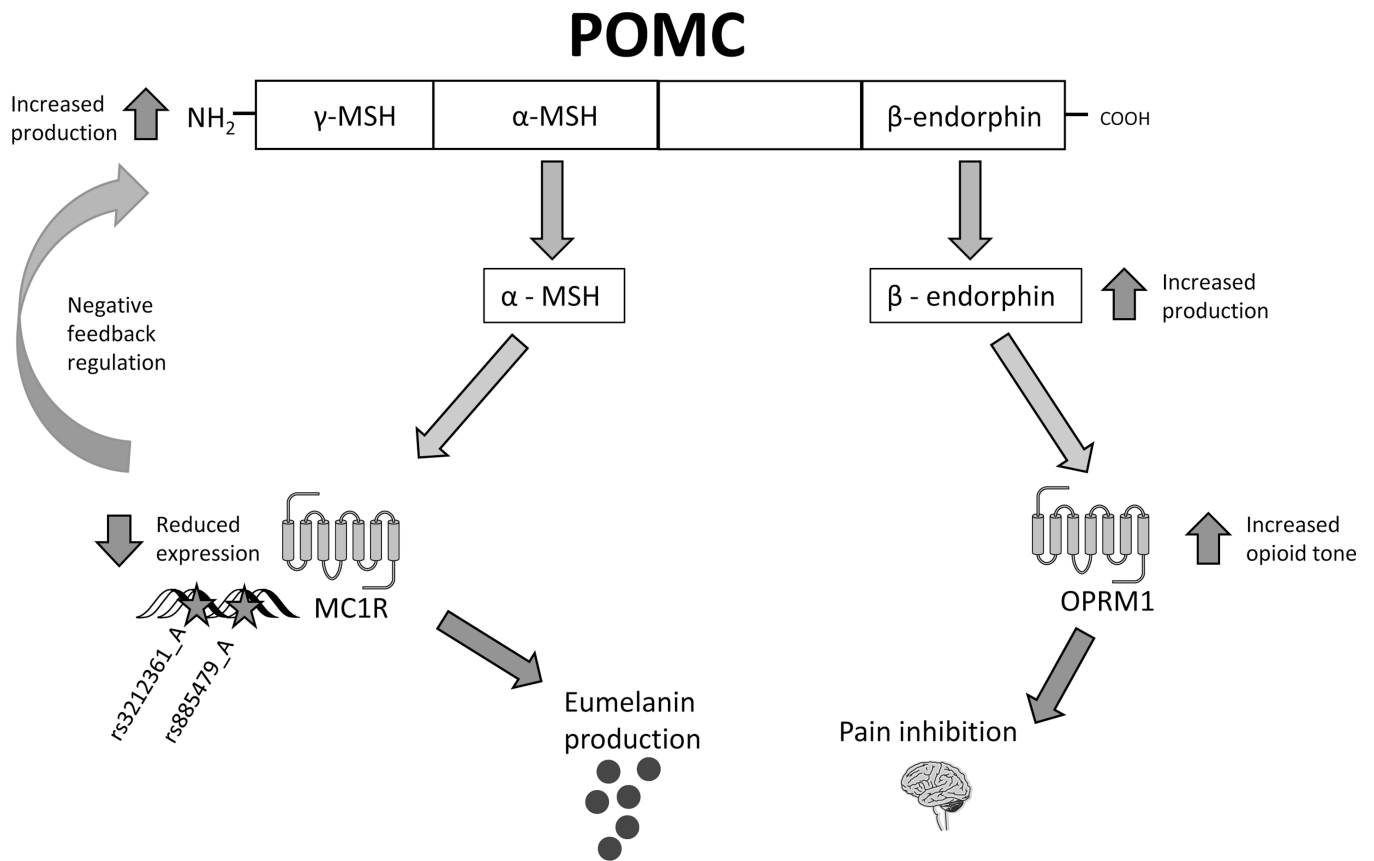 POMC
Increased
production
NH2
γ-MSH
α-MSH
β-endorphin
COOH
α - MSH
β - endorphin
Increased
production
Negative
feedback
regulation
Reduced
expression
MC1R
rs3212361_A
rs885479_A
OPRM1
Increased
opioid tone
Eumelanin
production
Pain inhibition